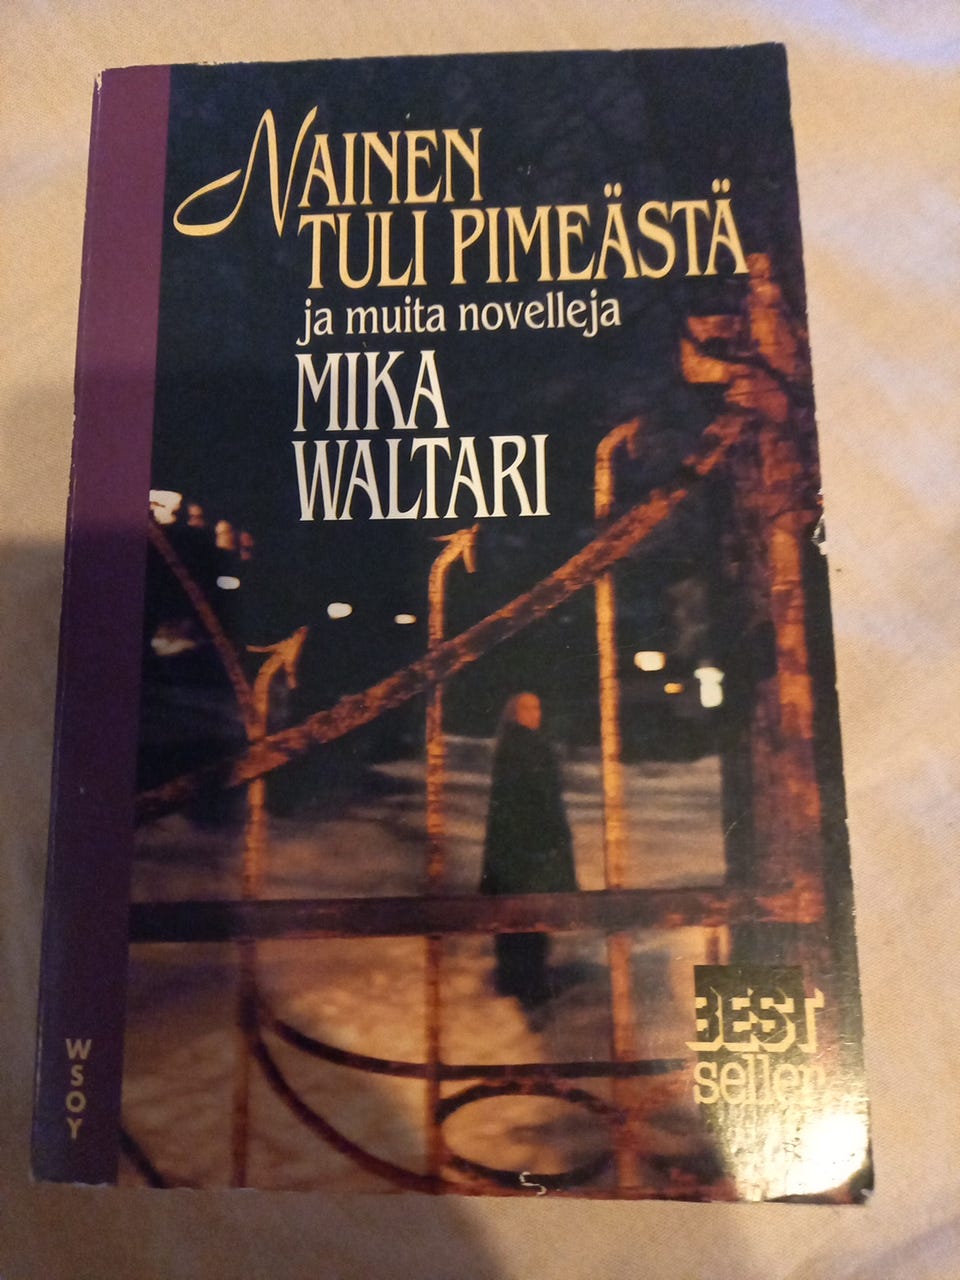 NAINEN
TULI PIMEÄSTÄ
ja muita novelleja
MIKA
WALTARI
BEST
seller
WSOY